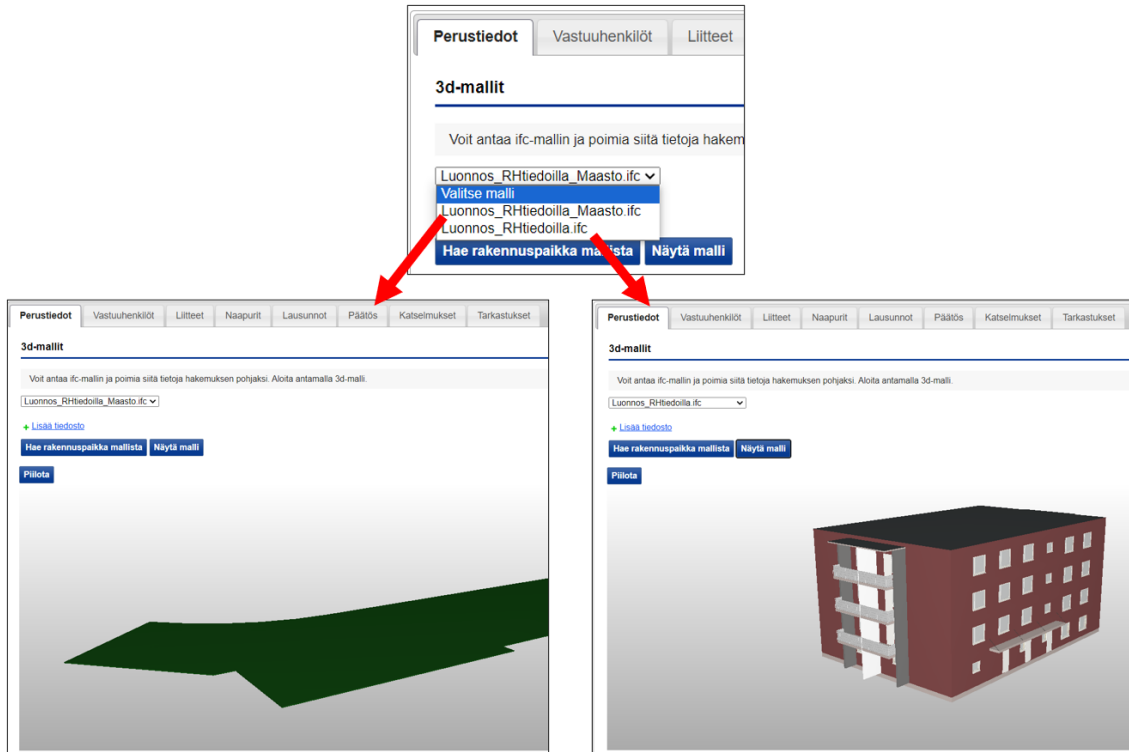 Perustiedot Vastuuhenkilöt Liitteet
3d-mallit
Voit antaa ifc-mallin ja poimia siitä tietoja hakem
Luonnos_RHtiedoilla_Maasto.ifc
Valitse malli
Luonnos_RHtiedoilla_Maasto.ifc
Luonnos_RHtiedoilla.ifc
Hae rakennuspaikka mallista Näytä malli
Perustiedot Vastuuhenkilöt Liitteet Naapurit Lausunnot Päätös Katselmukset Tarkastukset
3d-mallit
Voit antaa ifc-mallin ja poimia siitä tietoja hakemuksen pohjaksi. Aloita antamalla 3d-malli.
Luonnos_RHtiedoilla_Maasto.ifc
+ Lisää tiedosto
Hae rakennuspaikka mallista Näytä malli
Piilota
Perustiedot Vastuuhenkilöt Liitteet Naapurit Lausunnot Päätös Katselmukset Tarkastukset
3d-mallit
Voit antaa ifc-mallin ja poimia siitä tietoja hakemuksen pohjaksi. Aloita antamalla 3d-malli.
Luonnos_RHtiedoilla.ifc
+ Lisää tiedosto
Hae rakennuspaikka mallista Näytä malli
Piilota